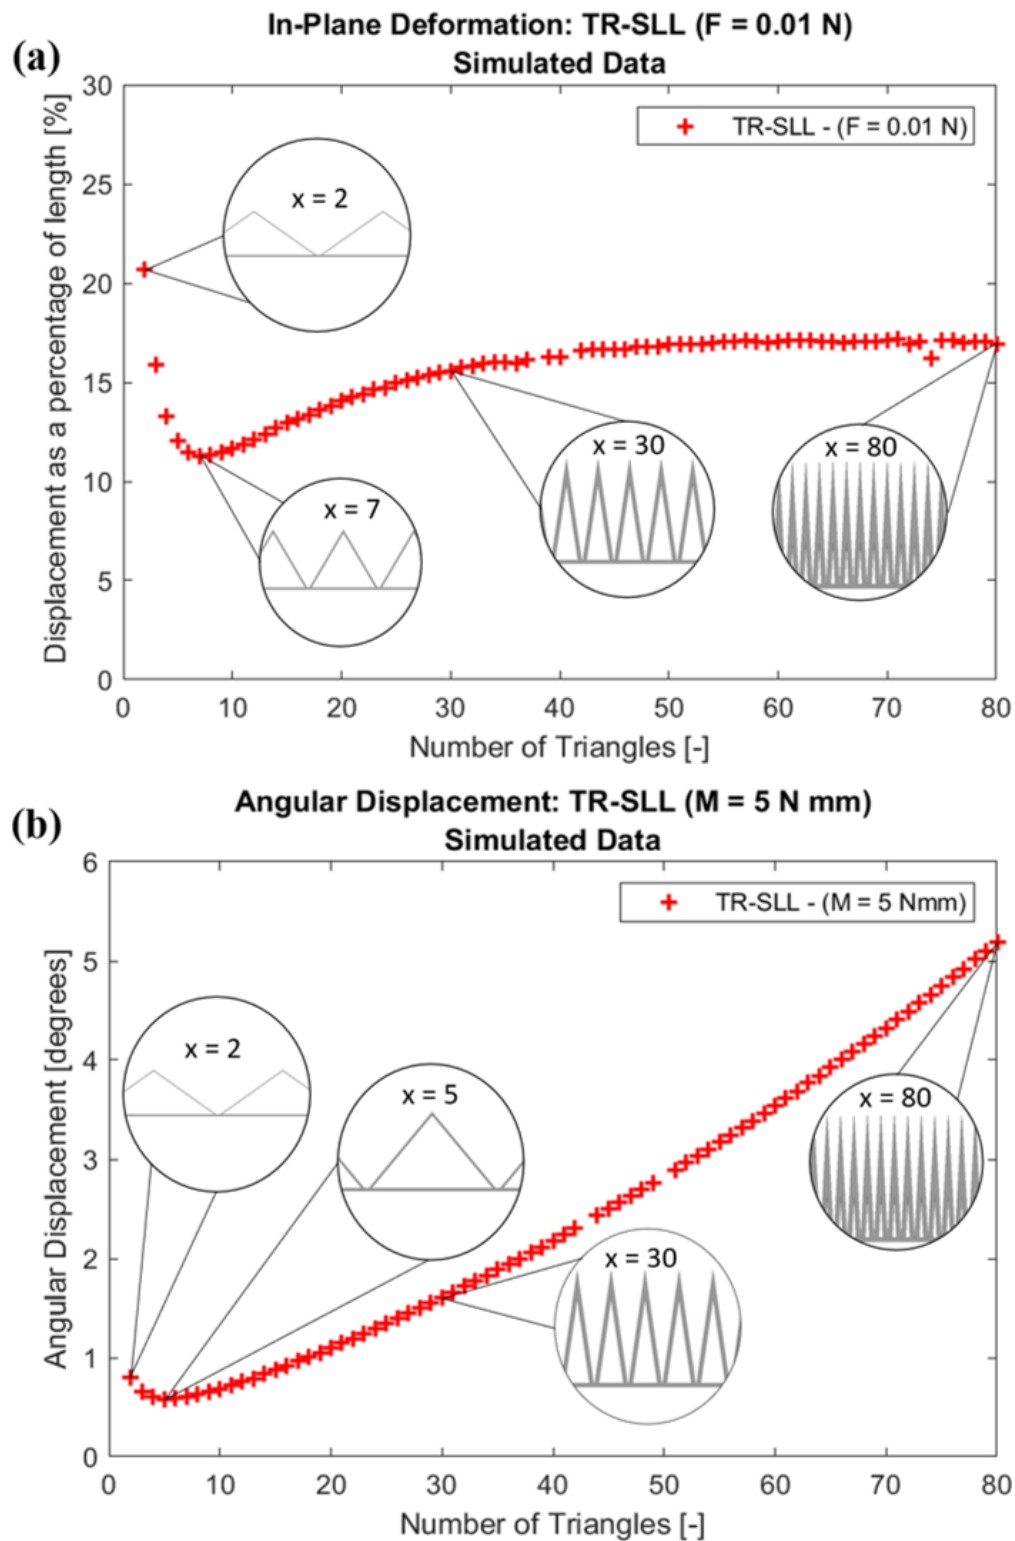 (a)
In-Plane Deformation: TR-SLL (F = 0.01 N)
Simulated Data
Displacement as a percentage of length [%]
30
25
20
15
10
5
0
TR-SLL - (F = 0.01 N)
x = 2
x = 7
x = 30
x = 80
0 10 20 30 40 50 60 70 80
Number of Triangles [-]
(b)
Angular Displacement: TR-SLL (M = 5 N mm)
Simulated Data
Angular Displacement [degrees]
6
5
4
3
2
1
0
TR-SLL - (M = 5 Nmm)
x = 2
x = 5
x = 30
x = 80
0 10 20 30 40 50 60 70 80
Number of Triangles [-]